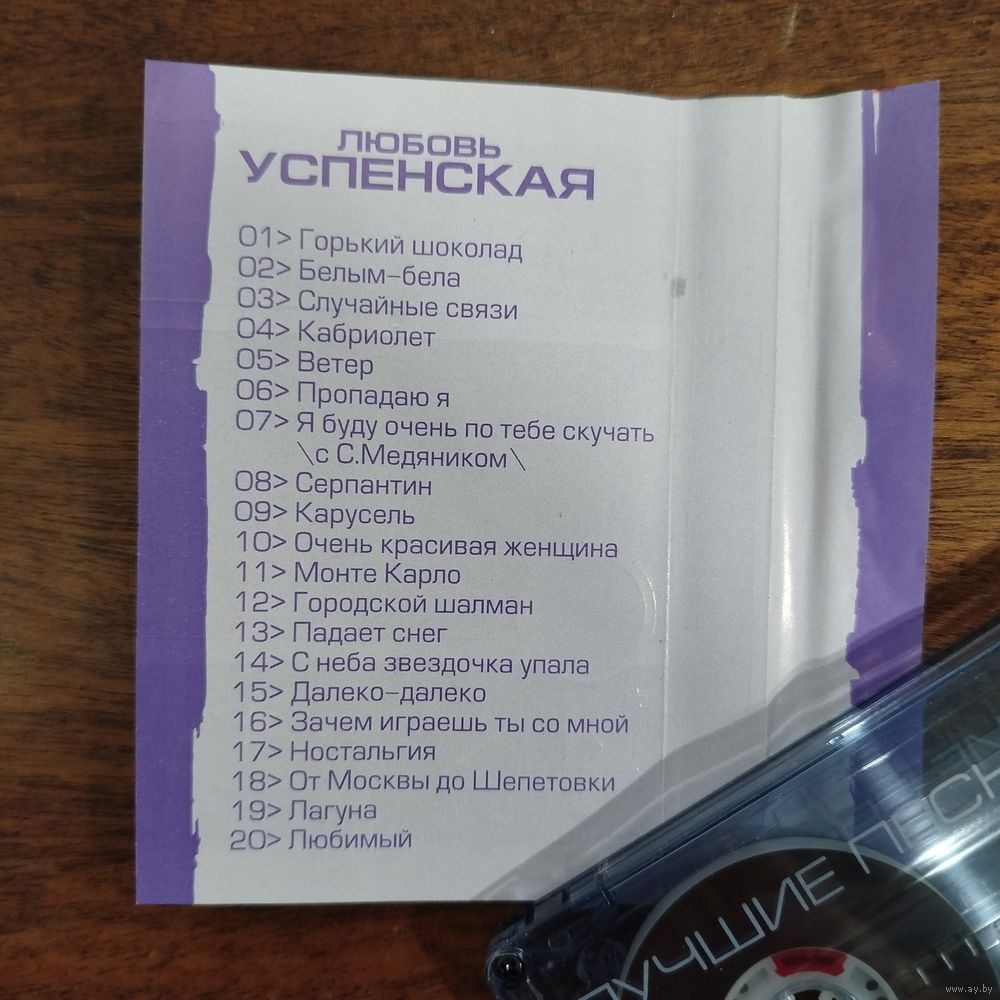 ЛЮБОВЬ
УСПЕНСКАЯ
01> Горький шоколад
02> Белым-бела
03> Случайные связи
04> Кабриолет
05> Ветер
06> Пропадаю я
07> Я буду очень по тебе скучать
\с С.Медяником\
08> Серпантин
09> Карусель
10> Очень красивая женщина
11> Монте Карло
12> Городской шалман
13> Падает снег
14> С неба звездочка упала
15> Далеко-далеко
16> Зачем играешь ты со мной
17> Ностальгия
18> От Москвы до Шепетовки
19> Лагуна
20> Любимый
ЛУЧШИЕ ПЕСНИ
www.ay.by